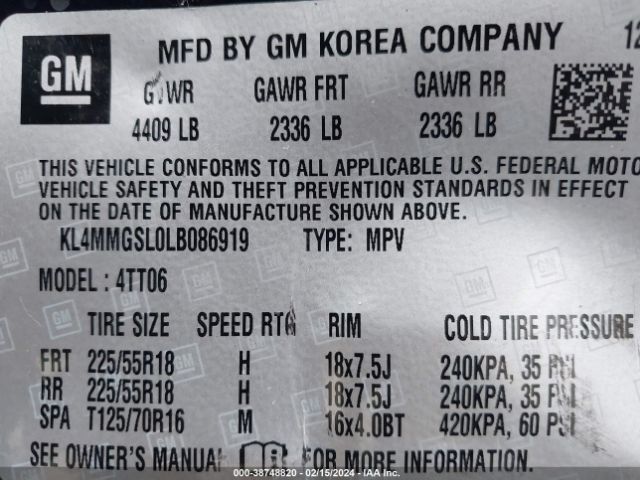 GM
MFD BY GM KOREA COMPANY 12
GVWR GAWR FRT GAWR RR
4409 LB 2336 LB 2336 LB
THIS VEHICLE CONFORMS TO ALL APPLICABLE U.S. FEDERAL MOTO
VEHICLE SAFETY AND THEFT PREVENTION STANDARDS IN EFFECT
ON THE DATE OF MANUFACTURE SHOWN ABOVE.
KL4MMGSL0LB086919 TYPE: MPV
MODEL : 4TT06
TIRE SIZE SPEED RTG RIM COLD TIRE PRESSURE
FRT 225/55R18 H 18x7.5J 240KPA, 35 PSI
RR 225/55R18 H 18x7.5J 240KPA, 35 PSI
SPA T125/70R16 M 16x4.0BT 420KPA, 60 PSI
SEE OWNER'S MANUAL FOR MORE INFORMATION.
000-38748820 - 02/15/2024 - IAA Inc.